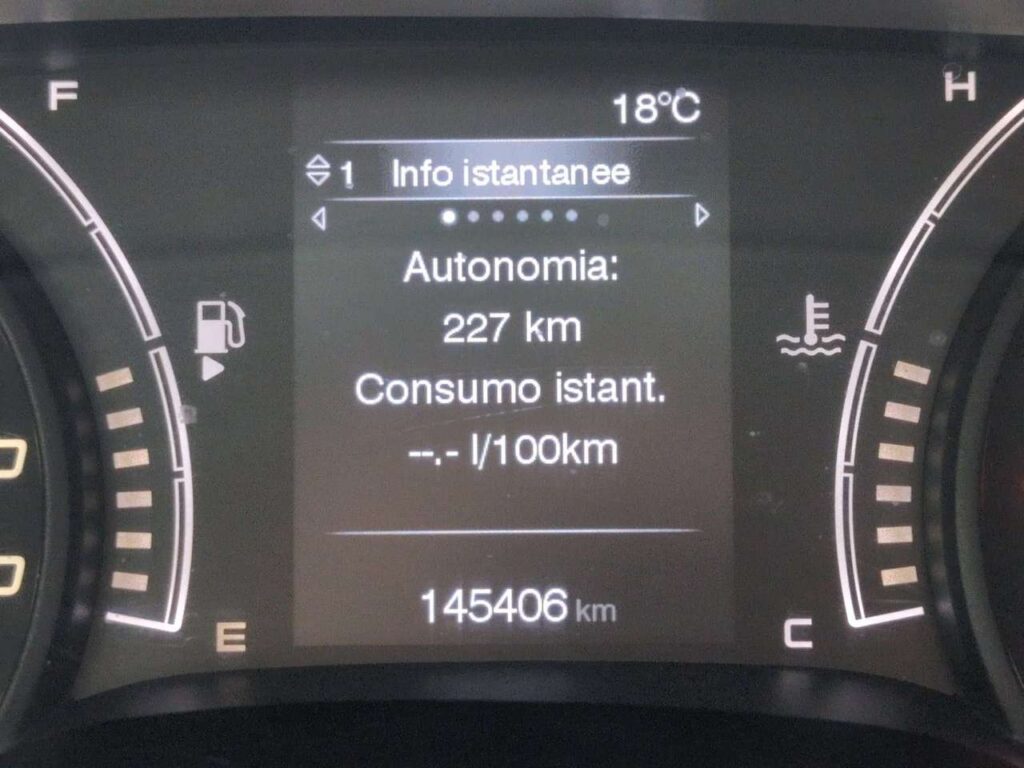 F
H
18°C
1 Info istantanee
Autonomia:
227 km
Consumo istant.
--.- l/100km
145406 km
E
C